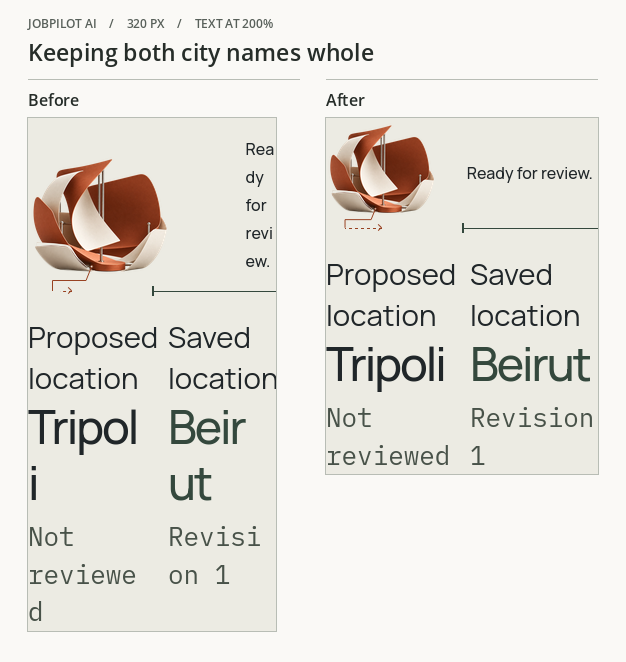 JOBPILOT AI / 320 PX / TEXT AT 200%
Keeping both city names whole
Before
Rea
dy
for
revi
ew.
Proposed
location
Tripol
i
Not
reviewe
d
Saved
location
Beir
ut
Revisi
on 1
After
Ready for review.
Proposed
location
Tripoli
Not
reviewed
Saved
location
Beirut
Revision
1